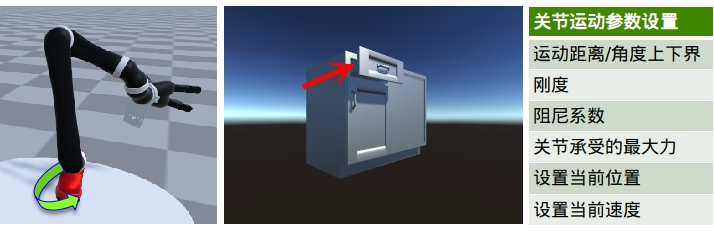 关节运动参数设置
运动距离/角度上下界
刚度
阻尼系数
关节承受的最大力
设置当前位置
设置当前速度